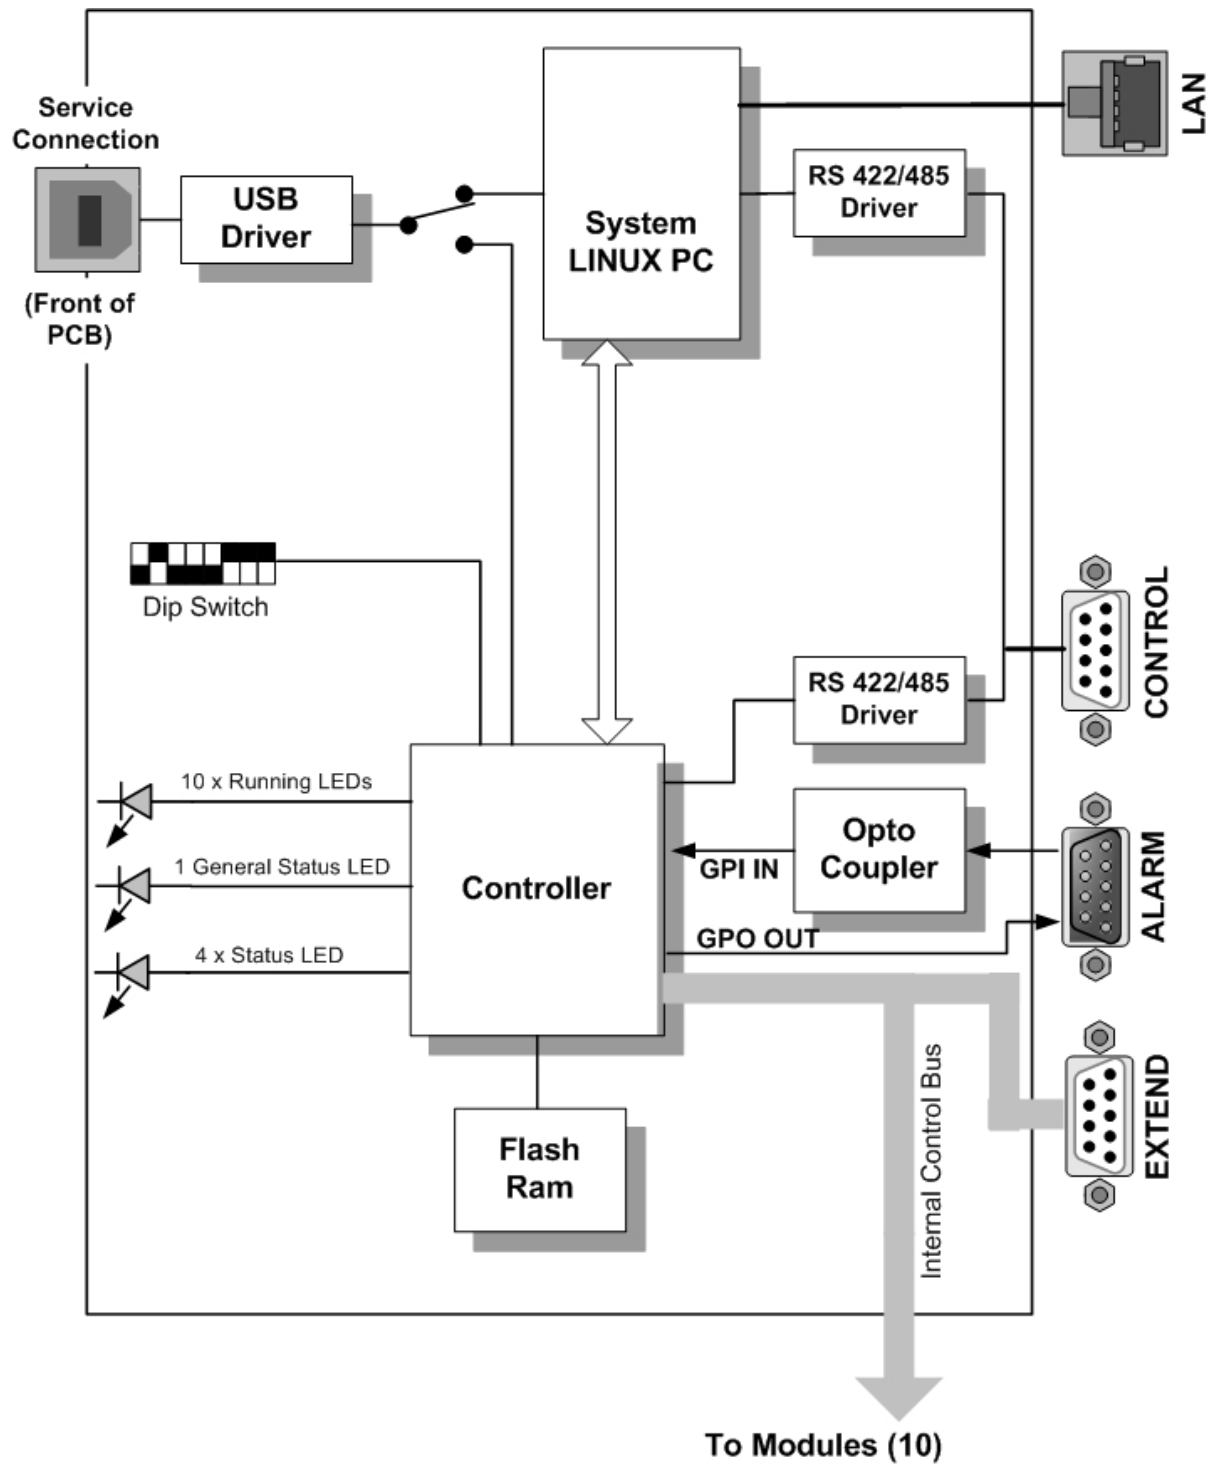 Service
Connection
(Front of
PCB)
USB
Driver
System
LINUX PC
RS 422/485
Driver
LAN
Dip Switch
RS 422/485
Driver
CONTROL
10 x Running LEDs
1 General Status LED
4 x Status LED
Controller
GPI IN
Opto
Coupler
GPO OUT
ALARM
Flash
Ram
Internal Control Bus
EXTEND
To Modules (10)